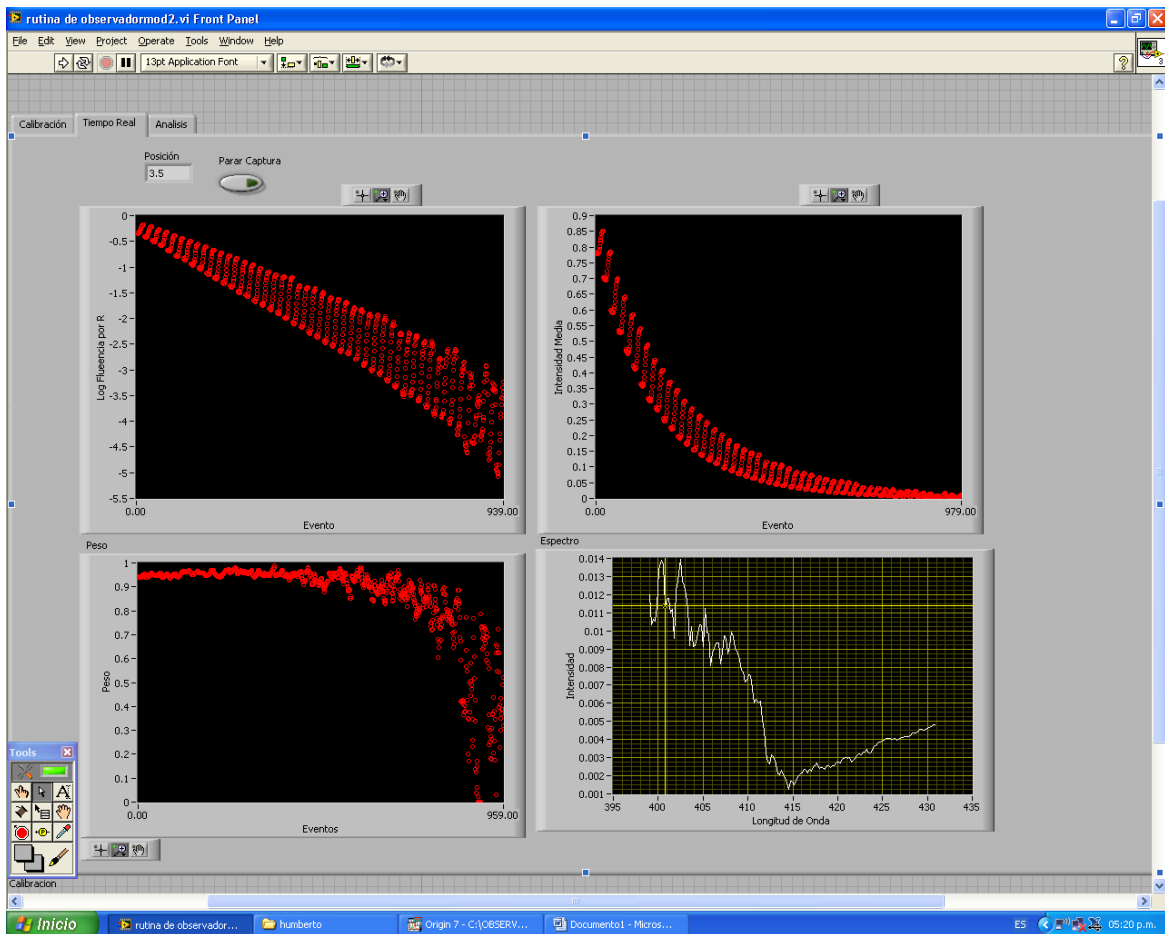 rutina de observadormod2.vi Front Panel
File Edit View Project Operate Tools Window Help
13pt Application Font
?
3
Calibración Tiempo Real Analisis
Posición
3.5
Parar Captura
0
-0.5
-1
-1.5
-2
-2.5
-3
-3.5
-4
-4.5
-5
-5.5
Log Flueencia por R
0.00 939.00
Evento
0.9
0.85
0.8
0.75
0.7
0.65
0.6
0.55
0.5
0.45
0.4
0.35
0.3
0.25
0.2
0.15
0.1
0.05
0
Intensidad Media
0.00 979.00
Evento
Peso
1
0.9
0.8
0.7
0.6
0.5
0.4
0.3
0.2
0.1
0
Peso
0.00 959.00
Eventos
Espectro
0.014
0.013
0.012
0.011
0.01
0.009
0.008
0.007
0.006
0.005
0.004
0.003
0.002
0.001
Intensidad
395 400 405 410 415 420 425 430 435
Longitud de Onda
Tools
A
P
Calibracion
Inicio
rutina de observador...
humberto
Origin 7 - C:\OBSERV...
Documento1 - Micros...
ES
05:20 p.m.